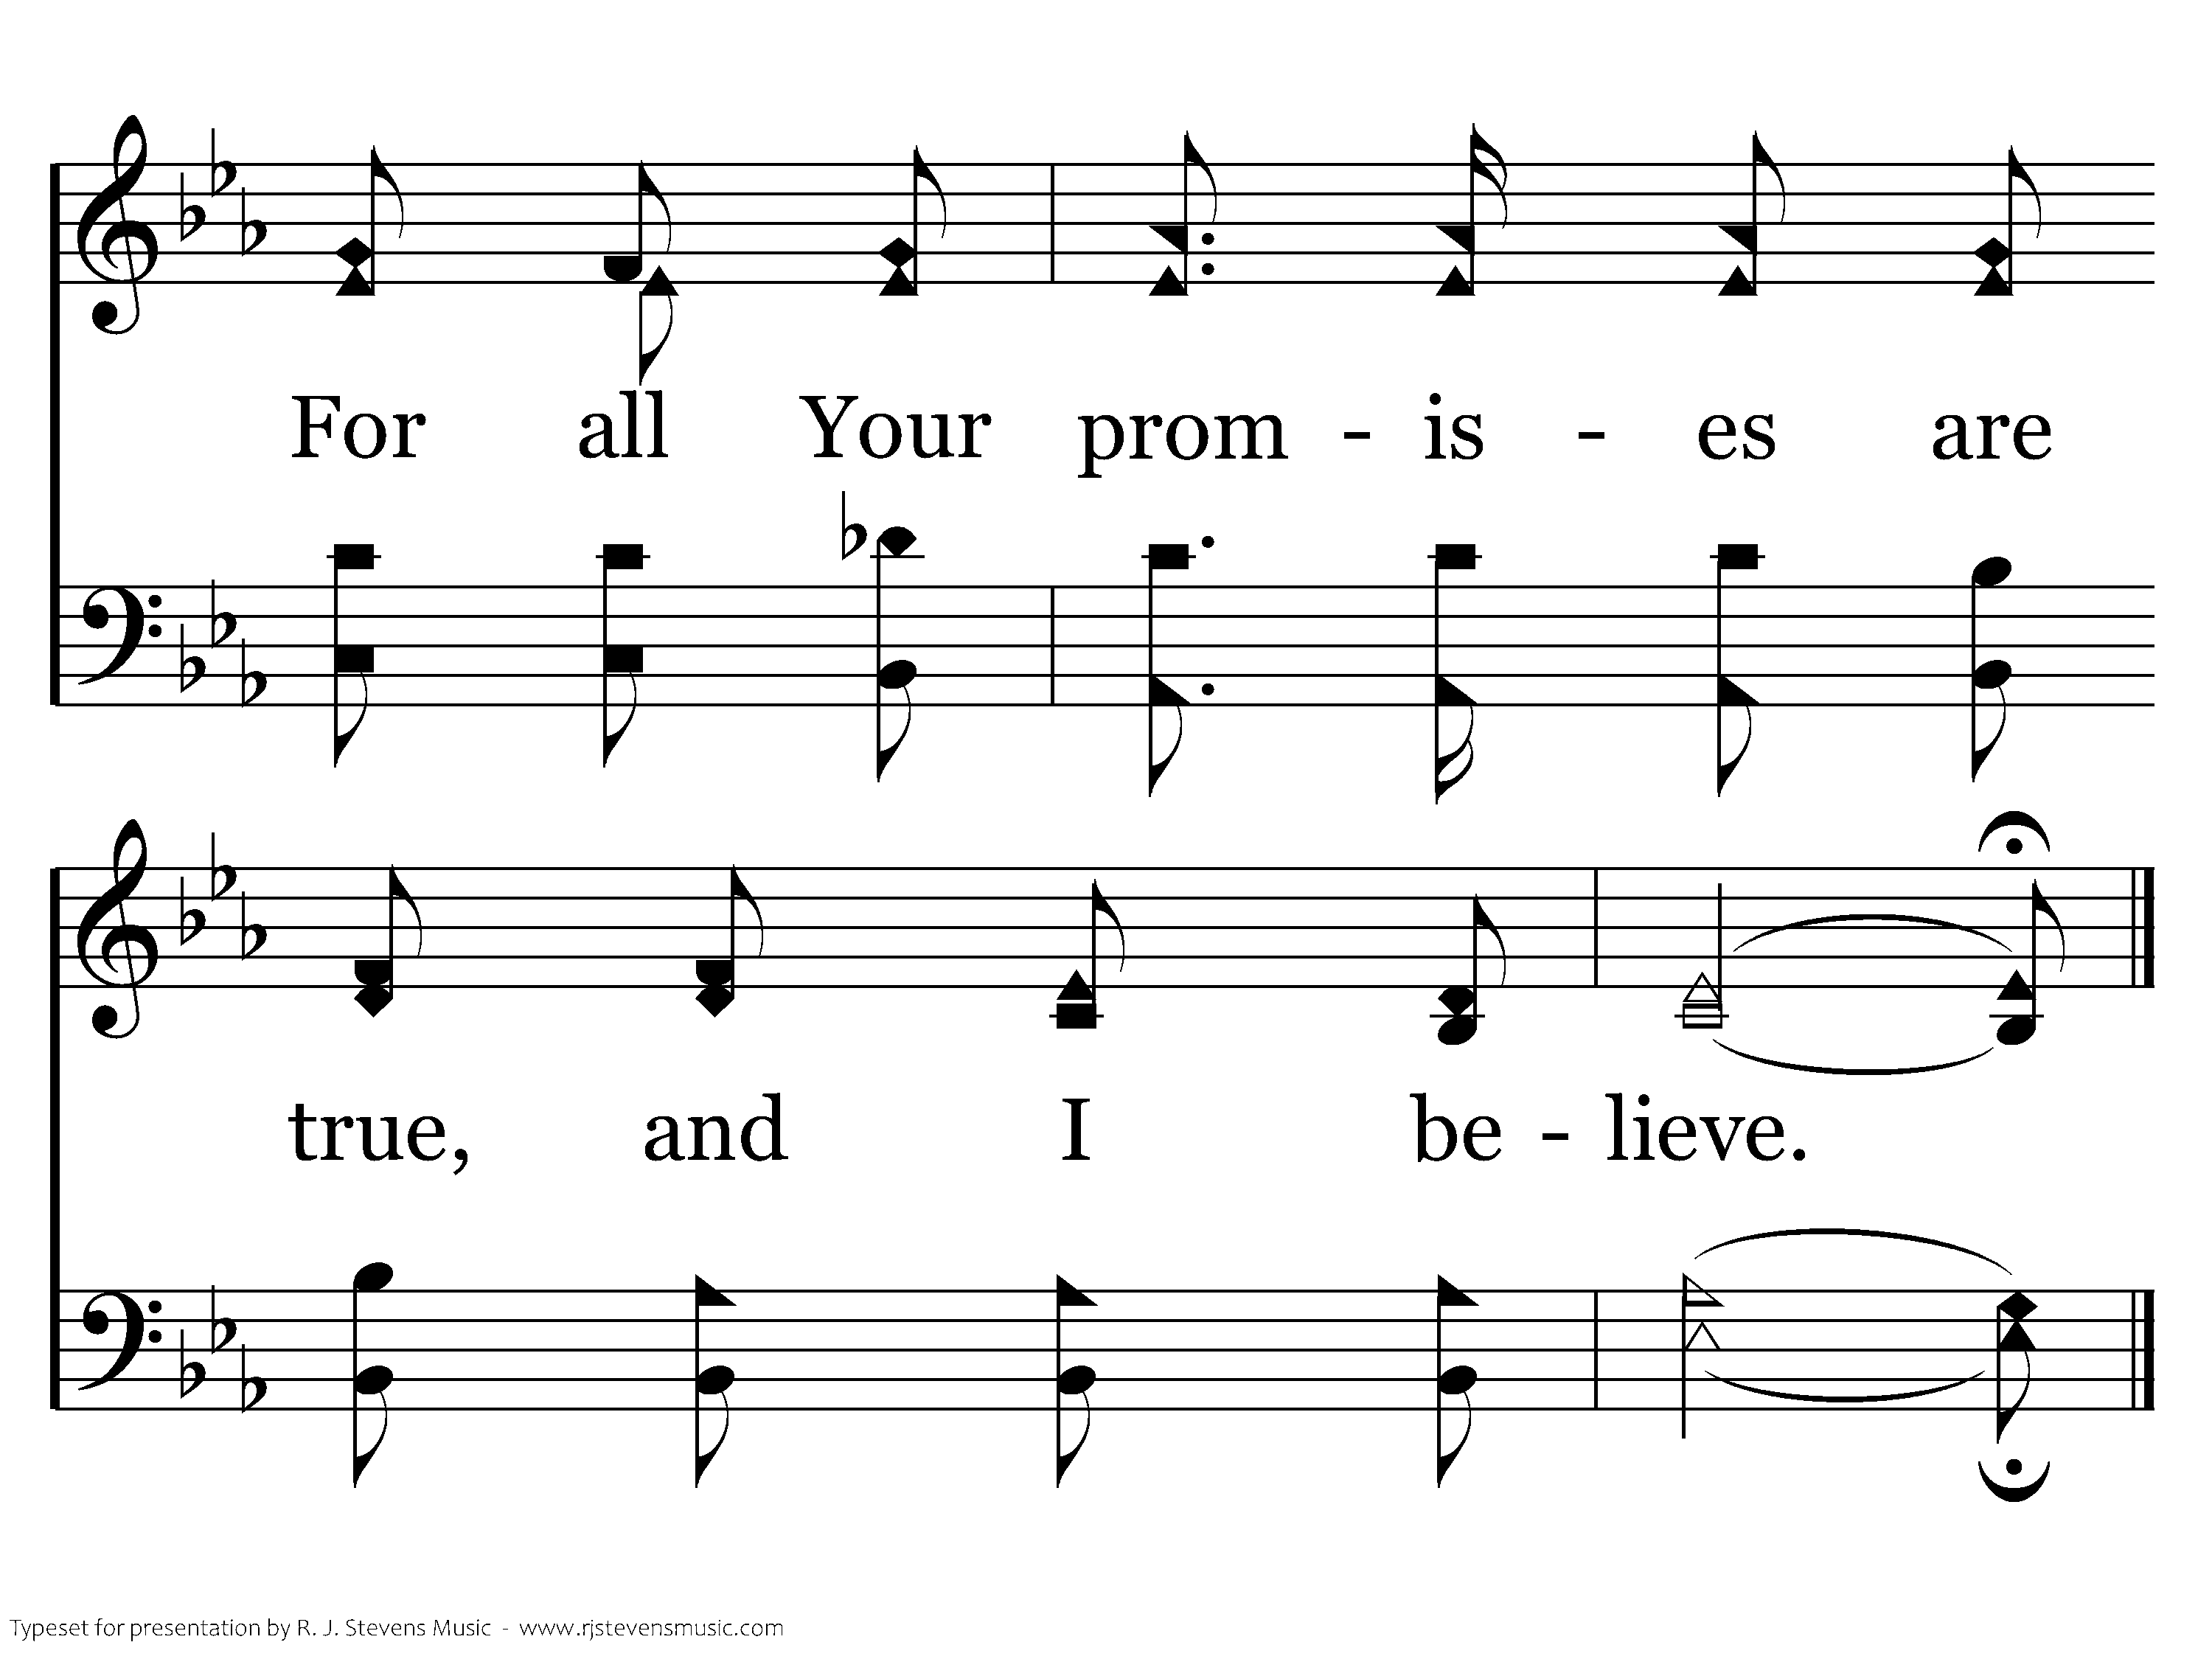 For all Your prom - is - es are
true, and I be - lieve.
Typeset for presentation by R. J. Stevens Music - www.rjstevensmusic.com